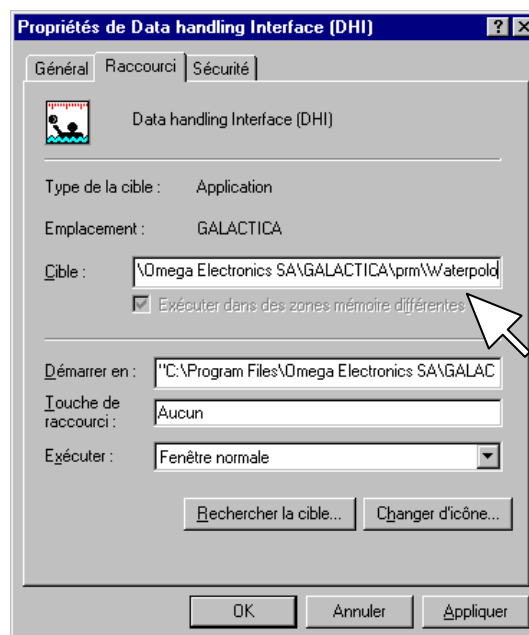 Propriétés de Data handling Interface (DHI)
Général Raccourci Sécurité
Data handling Interface (DHI)
Type de la cible : Application
Emplacement : GALACTICA
Cible : \Omega Electronics SA\GALACTICA\prm\Waterpolo
Exécuter dans des zones mémoire différentes
Démarrer en : "C:\Program Files\Omega Electronics SA\GALAC
Touche de
raccourci : Aucun
Exécuter : Fenêtre normale
Rechercher la cible... Changer d'icône...
OK Annuler Appliquer